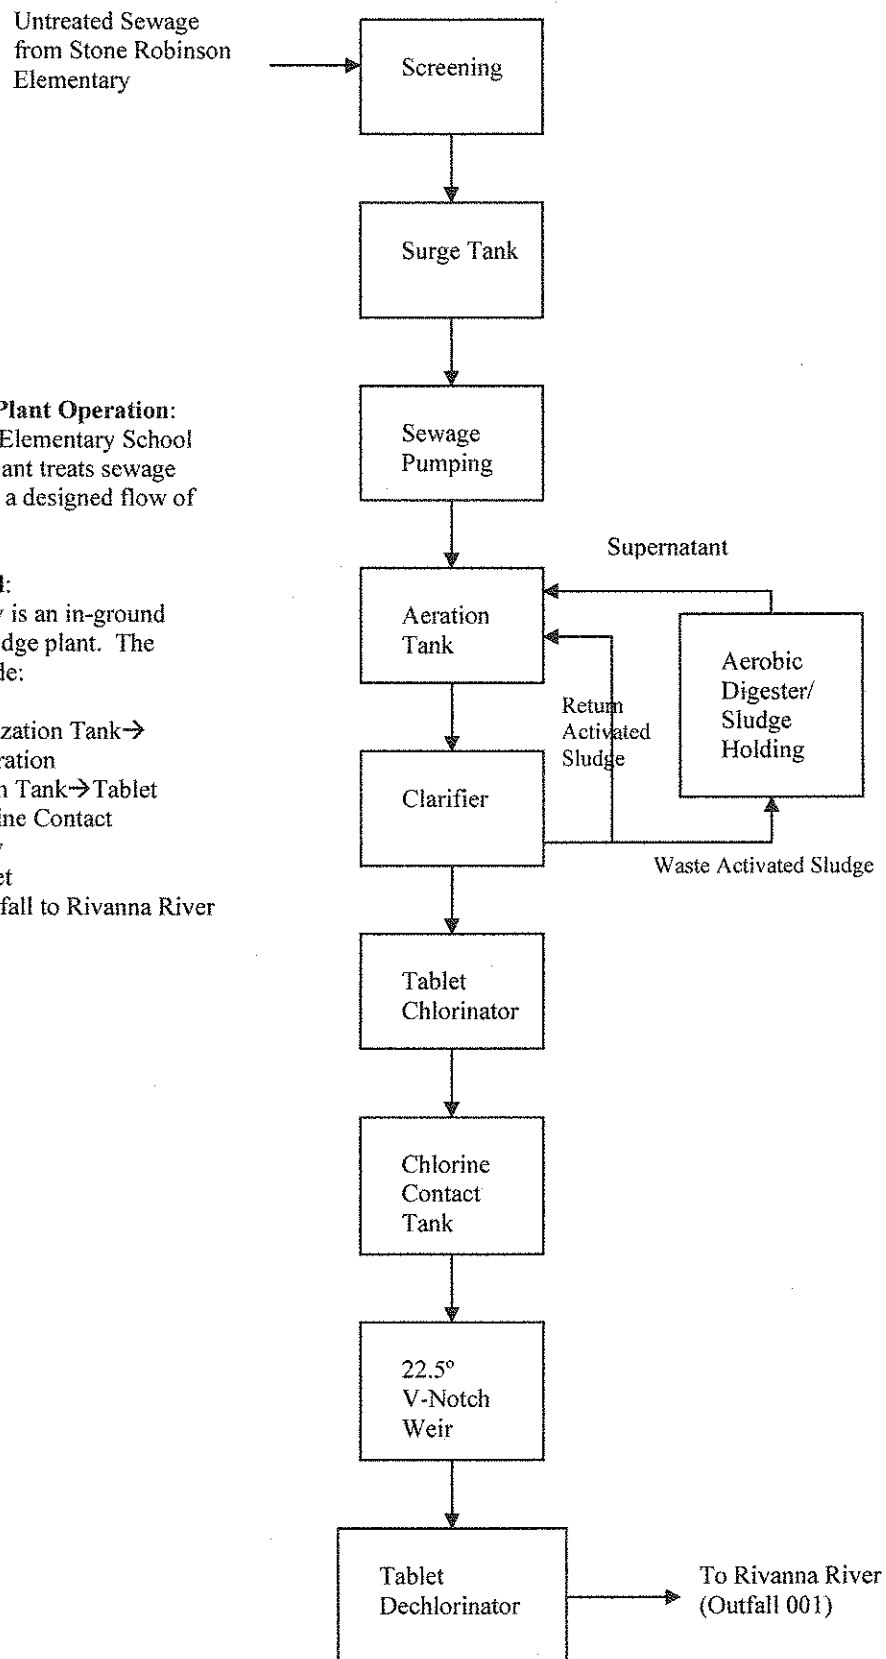 Untreated Sewage
from Stone Robinson
Elementary
Screening
Surge Tank
Plant Operation:
Elementary School
ant treats sewage
a designed flow of
Sewage
Pumping
Supernatant
:
y is an in-ground
dge plant. The
de:
Aeration
Tank
Aerobic
Digester/
Sludge
Holding
Return
Activated
Sludge
ization Tank→
ration
n Tank→Tablet
ine Contact
y
et
fall to Rivanna River
Clarifier
Waste Activated Sludge
Tablet
Chlorinator
Chlorine
Contact
Tank
22.5º
V-Notch
Weir
Tablet
Dechlorinator
To Rivanna River
(Outfall 001)